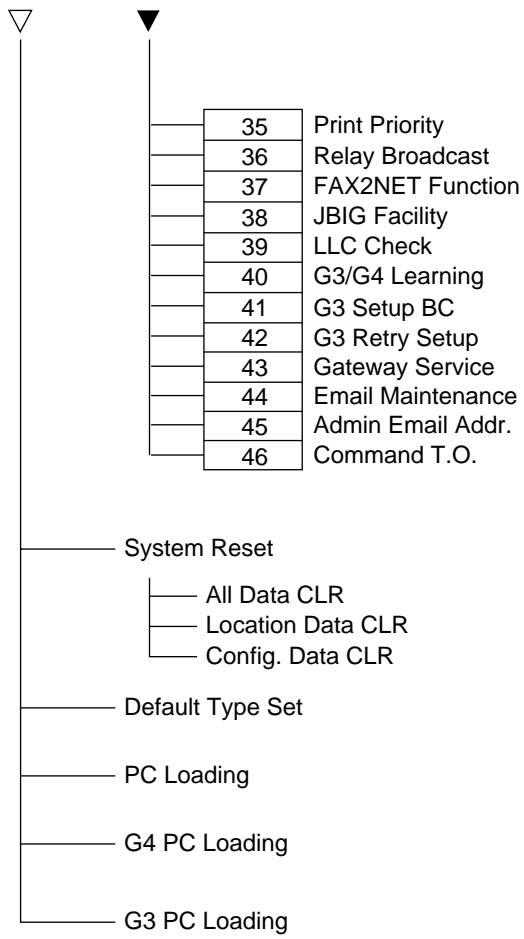 35 Print Priority
36 Relay Broadcast
37 FAX2NET Function
38 JBIG Facility
39 LLC Check
40 G3/G4 Learning
41 G3 Setup BC
42 G3 Retry Setup
43 Gateway Service
44 Email Maintenance
45 Admin Email Addr.
46 Command T.O.
System Reset
All Data CLR
Location Data CLR
Config. Data CLR
Default Type Set
PC Loading
G4 PC Loading
G3 PC Loading